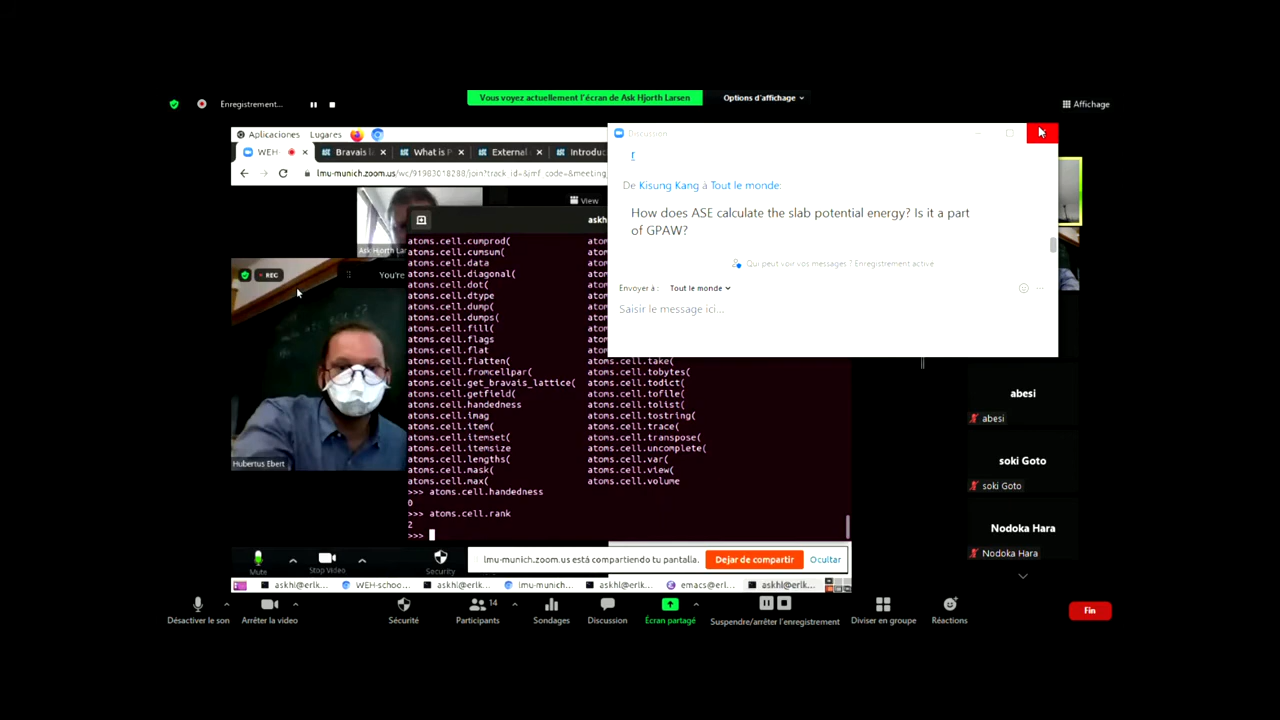 Vous voyez actuellement l'écran de Ask Hjorth Larsen
Options d'affichage
Enregistrement...
Affichage
Aplicaciones
Lugares
WEH-
Bravais l
What is P
External
Introduc
lmu-munich.zoom.us/wc/91983018288/join?track_id=&jmf_code=&meeting
View
Ask Hjorth Lar
askh
REC
You're
Hubertus Ebert
atoms.cell.cumprod(
atoms.cell.cumsum(
atoms.cell.data
atoms.cell.diagonal(
atoms.cell.dot(
atoms.cell.dtype
atoms.cell.dump(
atoms.cell.dumps(
atoms.cell.fill(
atoms.cell.flags
atoms.cell.flat
atoms.cell.flatten(
atoms.cell.take(
atoms.cell.fromcellpar(
atoms.cell.tobytes(
atoms.cell.get_bravais_lattice(
atoms.cell.todict(
atoms.cell.getfield(
atoms.cell.tofile(
atoms.cell.handedness
atoms.cell.tolist(
atoms.cell.imag
atoms.cell.tostring(
atoms.cell.item(
atoms.cell.trace(
atoms.cell.itemset(
atoms.cell.transpose(
atoms.cell.itemsize
atoms.cell.uncomplete(
atoms.cell.lengths(
atoms.cell.var(
atoms.cell.mask(
atoms.cell.view(
atoms.cell.max(
atoms.cell.volume
>>> atoms.cell.handedness
0
>>> atoms.cell.rank
2
>>>
Discussion
r
De Kisung Kang à Tout le monde:
How does ASE calculate the slab potential energy? Is it a part
of GPAW?
Qui peut voir vos messages ? Enregistrement activé
Envoyer à :
Tout le monde
Saisir le message ici...
abesi
abesi
soki Goto
soki Goto
Nodoka Hara
Nodoka Hara
Mute
Stop Video
Security
lmu-munich.zoom.us está compartiendo tu pantalla.
Dejar de compartir
Ocultar
askhl@erlk...
WEH-schoo...
askhl@erlk...
lmu-munich...
askhl@erlk...
emacs@erl...
askhl@erlk...
Désactiver le son
Arrêter la video
Sécurité
14
Participants
Sondages
Discussion
Écran partagé
Suspendre/arrêter l'enregistrement
Diviser en groupe
Réactions
Fin